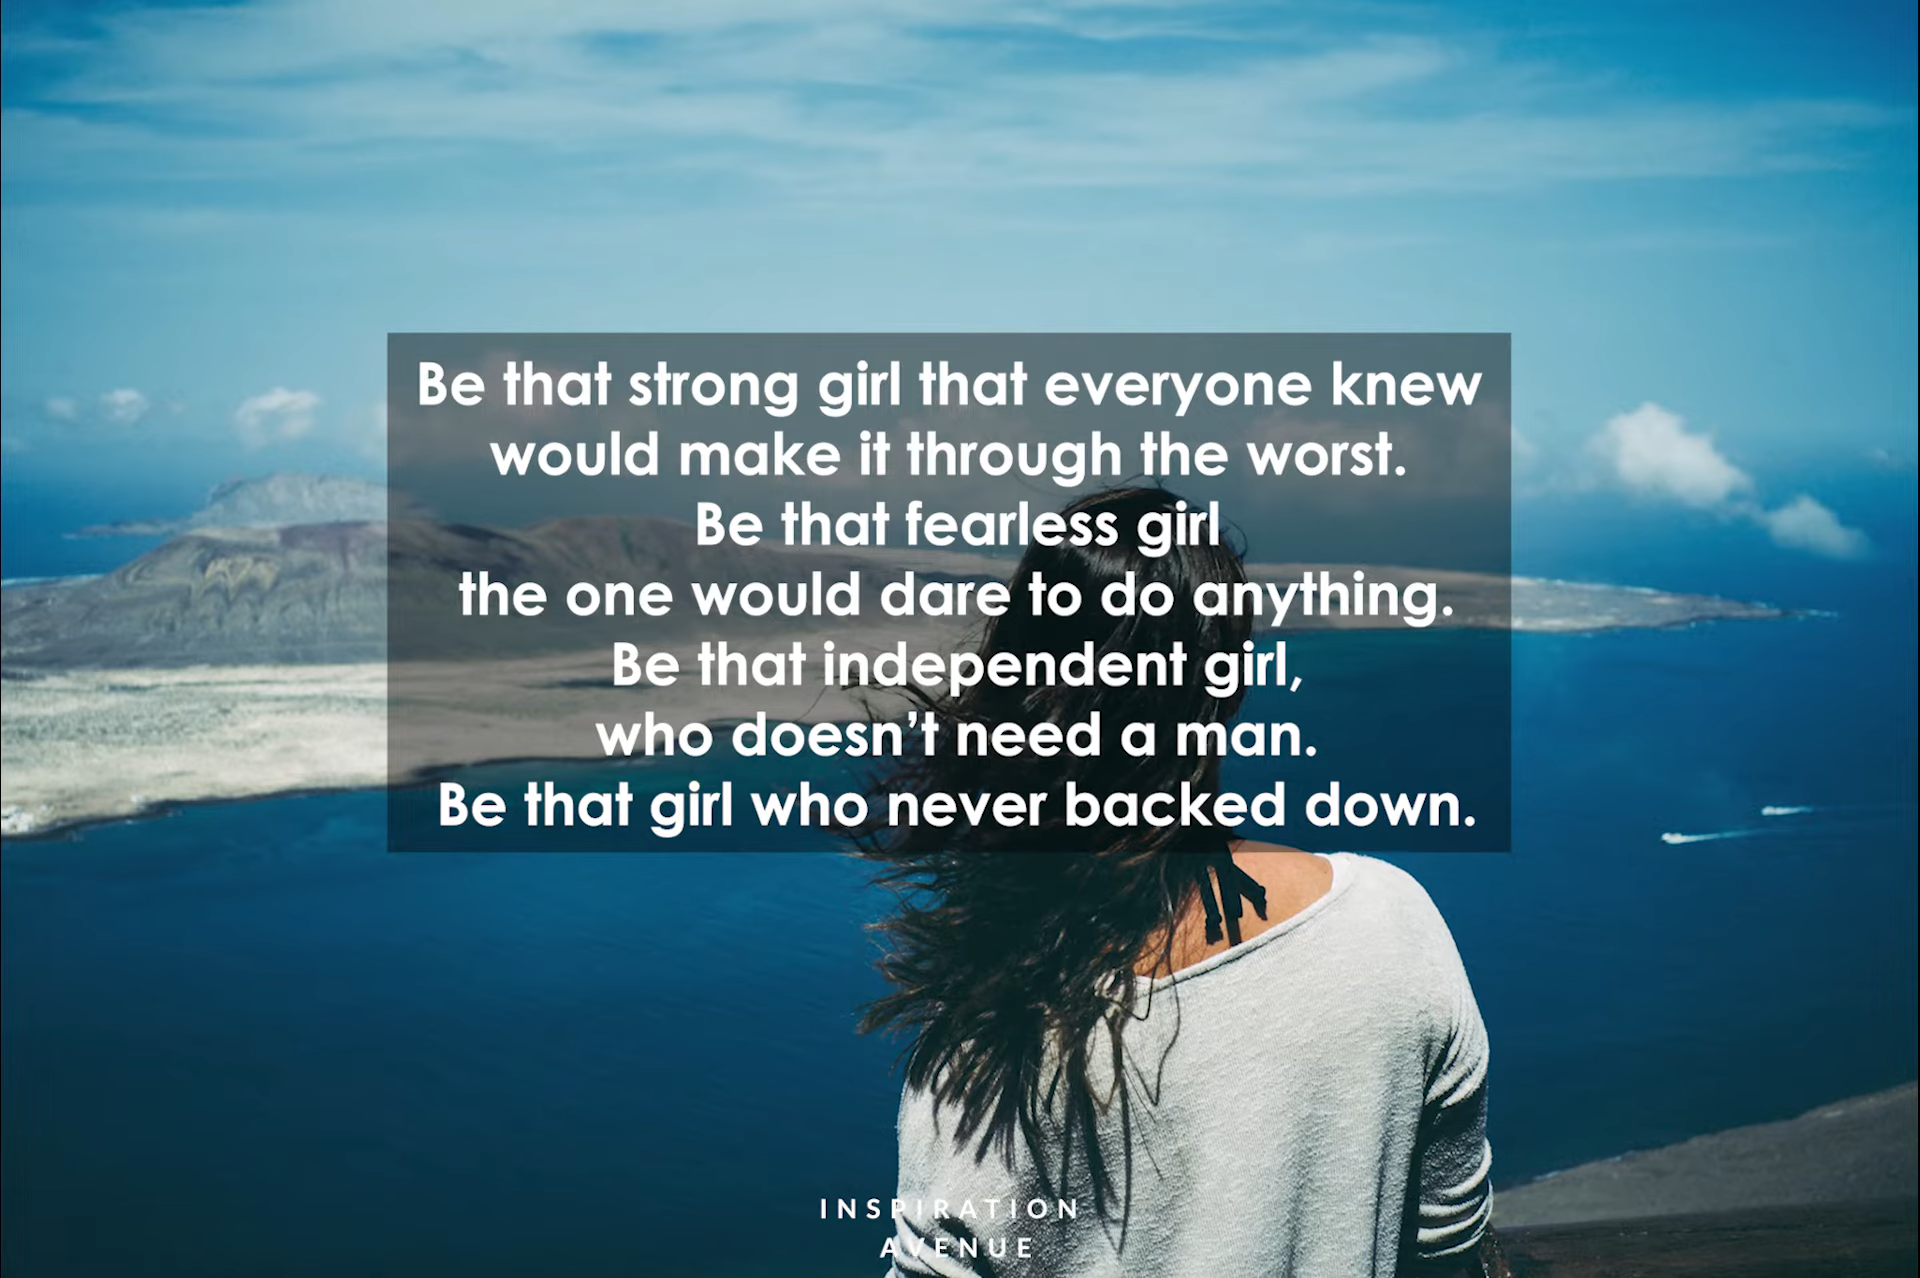 Be that strong girl that everyone knew
would make it through the worst.
Be that fearless girl
the one would dare to do anything.
Be that independent girl,
who doesn’t need a man.
Be that girl who never backed down.
INSPIRATION
AVENUE